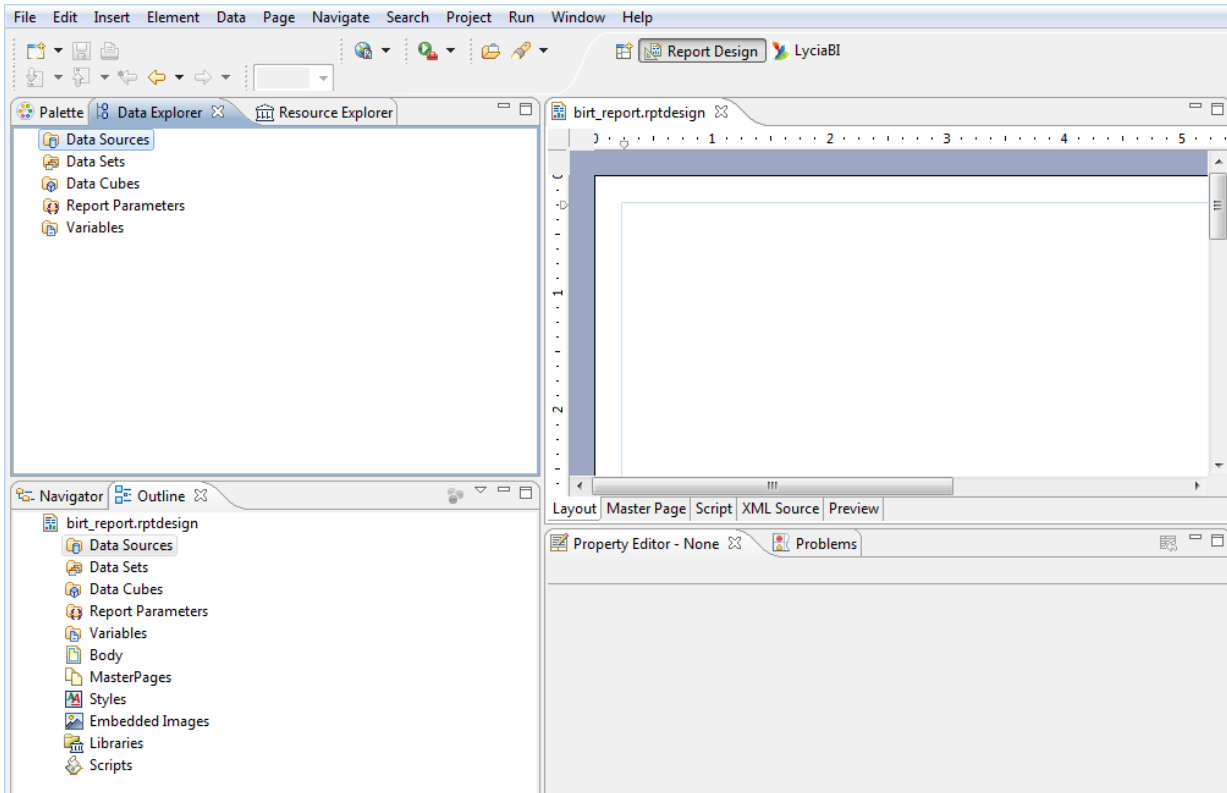 File Edit Insert Element Data Page Navigate Search Project Run Window Help
Report Design LyciaBI
Palette Data Explorer Resource Explorer
Data Sources
Data Sets
Data Cubes
Report Parameters
Variables
birt_report.rptdesign
0 1 2 3 4 5
0
1
2
Layout Master Page Script XML Source Preview
Navigator Outline
birt_report.rptdesign
Data Sources
Data Sets
Data Cubes
Report Parameters
Variables
Body
MasterPages
Styles
Embedded Images
Libraries
Scripts
Property Editor - None Problems